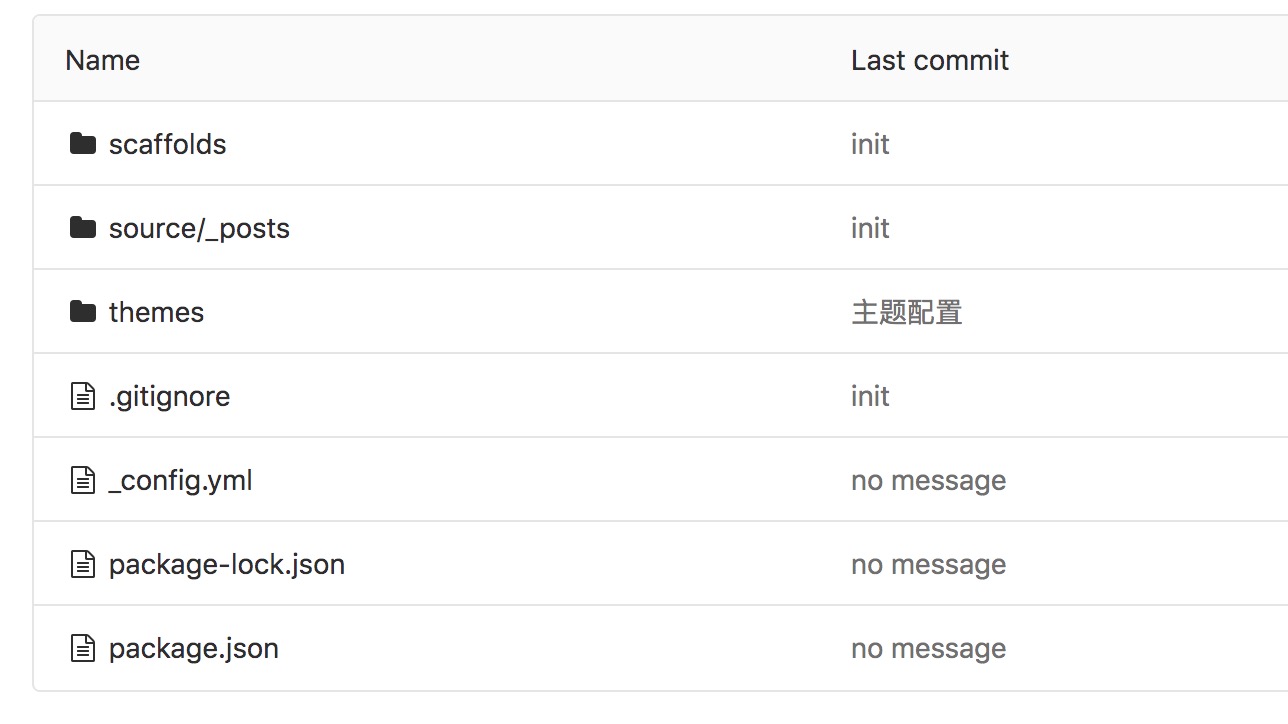 Name Last commit
scaffolds init
source/_posts init
themes 主题配置
.gitignore init
_config.yml no message
package-lock.json no message
package.json no message